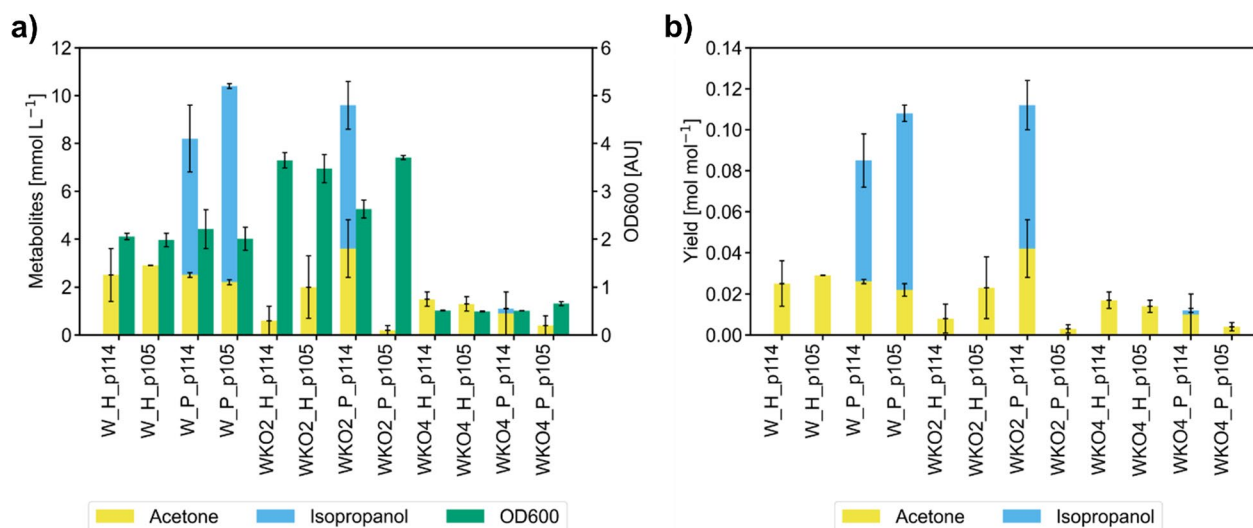 a)
Metabolites [mmol L⁻¹]
12
10
8
6
4
2
0
6
5
4
3
2
1
0
OD600 [AU]
W_H_p114
W_H_p105
W_P_p114
W_P_p105
WKO2_H_p114
WKO2_H_p105
WKO2_P_p114
WKO2_P_p105
WKO4_H_p114
WKO4_H_p105
WKO4_P_p114
WKO4_P_p105
Acetone Isopropanol OD600
b)
Yield [mol mol⁻¹]
0.14
0.12
0.10
0.08
0.06
0.04
0.02
0.00
W_H_p114
W_H_p105
W_P_p114
W_P_p105
WKO2_H_p114
WKO2_H_p105
WKO2_P_p114
WKO2_P_p105
WKO4_H_p114
WKO4_H_p105
WKO4_P_p114
WKO4_P_p105
Acetone Isopropanol